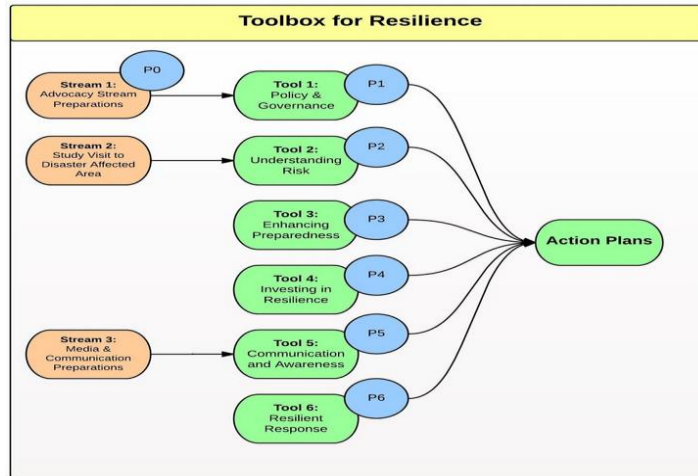 Toolbox for Resilience
P0
Stream 1:
Advocacy Stream
Preparations
Tool 1:
Policy &
Governance
P1
Stream 2:
Study Visit to
Disaster Affected
Area
Tool 2:
Understanding
Risk
P2
Tool 3:
Enhancing
Preparedness
P3
Action Plans
Tool 4:
Investing in
Resilience
P4
Stream 3:
Media &
Communication
Preparations
Tool 5:
Communication
and Awareness
P5
Tool 6:
Resilient
Response
P6